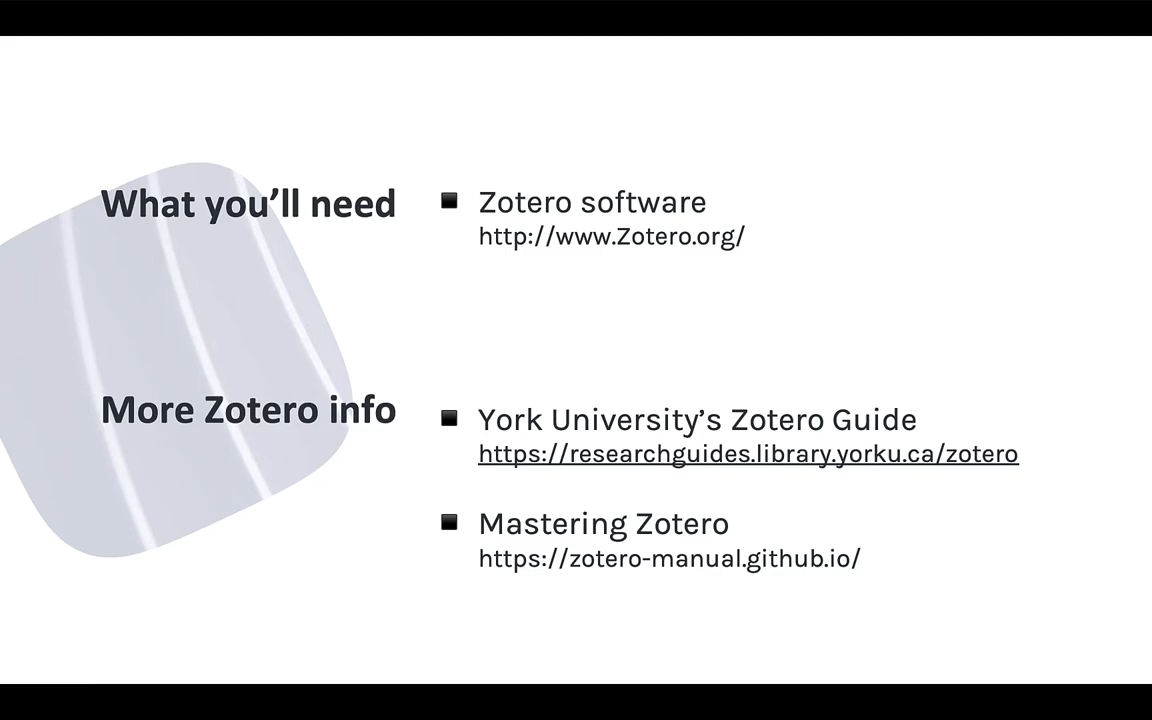 What you’ll need
Zotero software
http://www.Zotero.org/
More Zotero info
York University’s Zotero Guide
https://researchguides.library.yorku.ca/zotero
Mastering Zotero
https://zotero-manual.github.io/